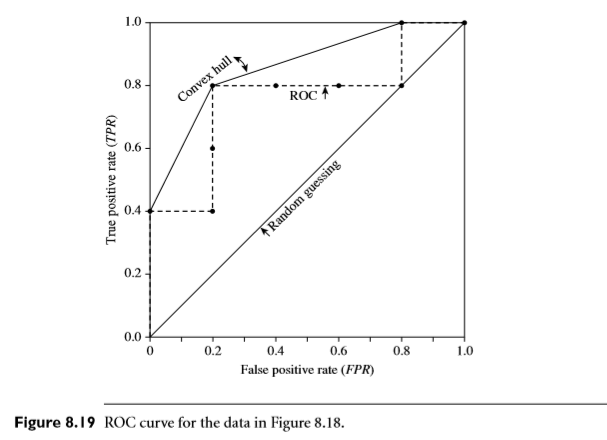 1.0
0.8
0.6
0.4
0.2
0.0
True positive rate (TPR)
Convex hull
ROC
Random guessing
0 0.2 0.4 0.6 0.8 1.0
False positive rate (FPR)
Figure 8.19 ROC curve for the data in Figure 8.18.